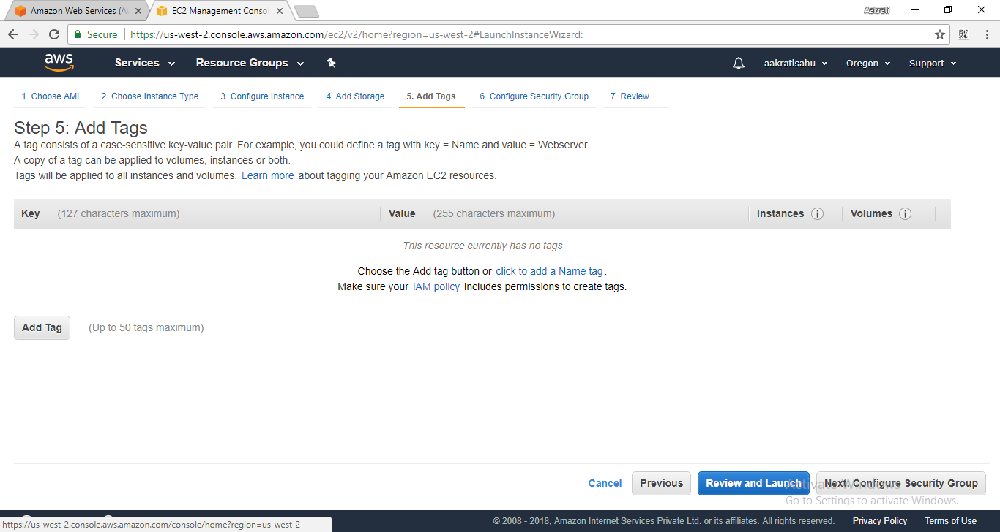 Amazon Web Services (A
EC2 Management Consol
Aakrati
Secure
https://us-west-2.console.aws.amazon.com/ec2/v2/home?region=us-west-2#LaunchInstanceWizard:
aws
Services
Resource Groups
aakratisahu
Oregon
Support
1. Choose AMI
2. Choose Instance Type
3. Configure Instance
4. Add Storage
5. Add Tags
6. Configure Security Group
7. Review
Step 5: Add Tags
A tag consists of a case-sensitive key-value pair. For example, you could define a tag with key = Name and value = Webserver.
A copy of a tag can be applied to volumes, instances or both.
Tags will be applied to all instances and volumes. Learn more about tagging your Amazon EC2 resources.
Key (127 characters maximum)
Value (255 characters maximum)
Instances i
Volumes i
This resource currently has no tags
Choose the Add tag button or click to add a Name tag.
Make sure your IAM policy includes permissions to create tags.
Add Tag
(Up to 50 tags maximum)
Cancel
Previous
Review and Launch
Next: Configure Security Group
Activate Windows
Go to Settings to activate Windows.
https://us-west-2.console.aws.amazon.com/console/home?region=us-west-2
© 2008 - 2018, Amazon Internet Services Private Ltd. or its affiliates. All rights reserved.
Privacy Policy
Terms of Use